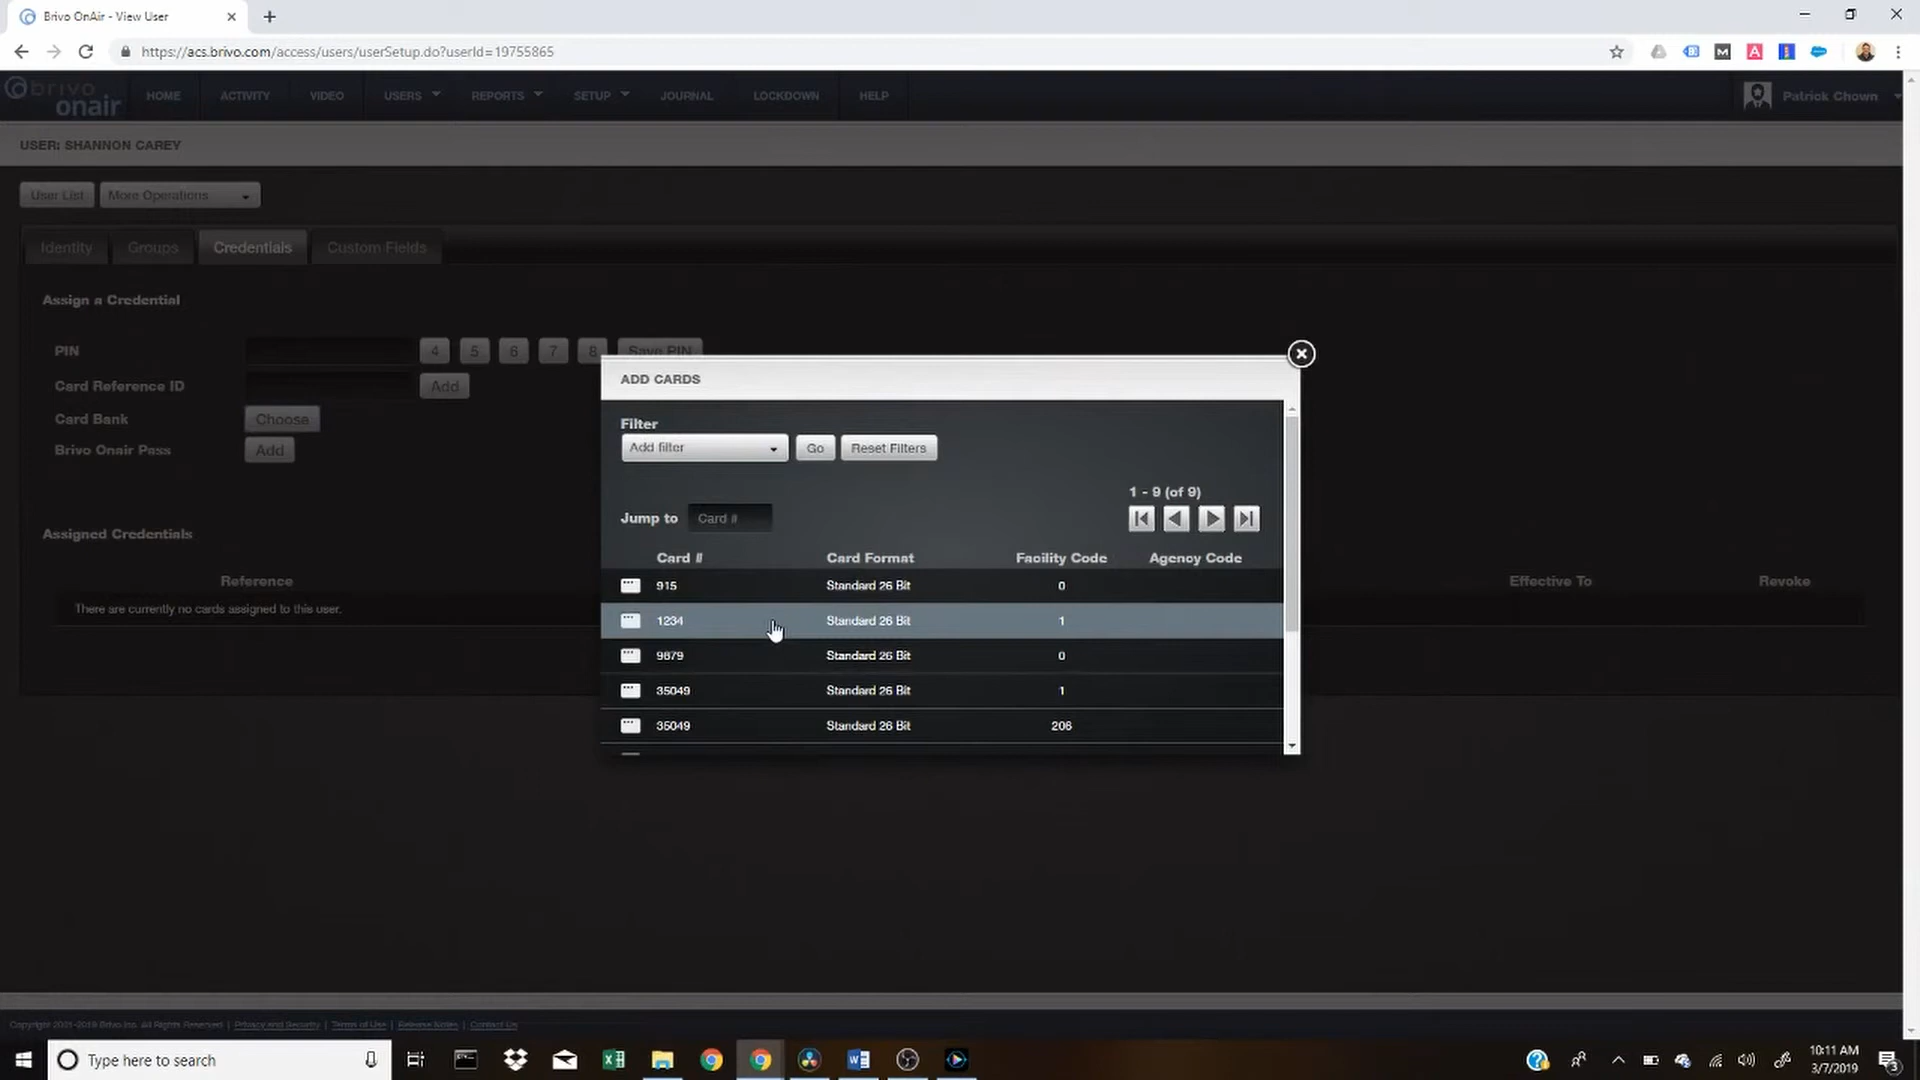 Brivo OnAir - View User
https://acs.brivo.com/access/users/userSetup.do?userId=19755865
brivo onair
HOME ACTIVITY VIDEO USERS REPORTS SETUP JOURNAL LOCKDOWN HELP Patrick Chown
USER: SHANNON CAREY
User List More Operations
Identity Groups Credentials Custom Fields
Assign a Credential
PIN 4 5 6 7 8 Save PIN
Card Reference ID Add
Card Bank Choose
Brivo Onair Pass Add
Assigned Credentials
Reference Effective To Revoke
There are currently no cards assigned to this user.
ADD CARDS
Filter
Add filter Go Reset Filters
1 - 9 (of 9)
Jump to Card #
Card # Card Format Facility Code Agency Code
915 Standard 26 Bit 0
1234 Standard 26 Bit 1
9879 Standard 26 Bit 0
35049 Standard 26 Bit 1
35049 Standard 26 Bit 206
Copyright 2001-2019 Brivo Inc. All Rights Reserved | Privacy and Security | Terms of Use | Release Notes | Contact Us
Type here to search
10:11 AM
3/7/2019